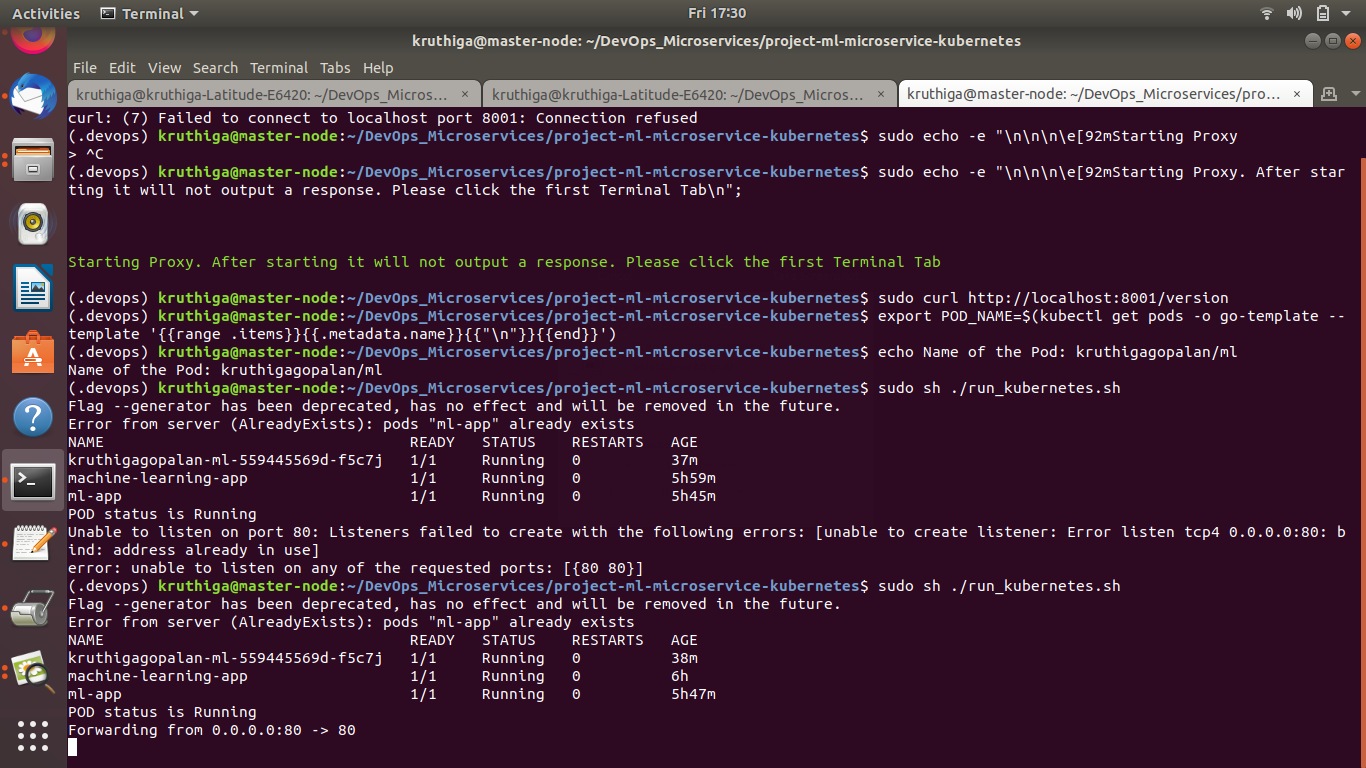 Activities Terminal Fri 17:30
kruthiga@master-node: ~/DevOps_Microservices/project-ml-microservice-kubernetes
File Edit View Search Terminal Tabs Help
kruthiga@kruthiga-Latitude-E6420: ~/DevOps_Micros... × kruthiga@kruthiga-Latitude-E6420: ~/DevOps_Micros... × kruthiga@master-node: ~/DevOps_Microservices/pro... ×
curl: (7) Failed to connect to localhost port 8001: Connection refused
(.devops) kruthiga@master-node:~/DevOps_Microservices/project-ml-microservice-kubernetes$ sudo echo -e "\n\n\n\e[92mStarting Proxy
> ^C
(.devops) kruthiga@master-node:~/DevOps_Microservices/project-ml-microservice-kubernetes$ sudo echo -e "\n\n\n\e[92mStarting Proxy. After star
ting it will not output a response. Please click the first Terminal Tab\n";
Starting Proxy. After starting it will not output a response. Please click the first Terminal Tab
(.devops) kruthiga@master-node:~/DevOps_Microservices/project-ml-microservice-kubernetes$ sudo curl http://localhost:8001/version
(.devops) kruthiga@master-node:~/DevOps_Microservices/project-ml-microservice-kubernetes$ export POD_NAME=$(kubectl get pods -o go-template --
template '{{range .items}}{{.metadata.name}}{{"\n"}}{{end}}')
(.devops) kruthiga@master-node:~/DevOps_Microservices/project-ml-microservice-kubernetes$ echo Name of the Pod: kruthigagopalan/ml
Name of the Pod: kruthigagopalan/ml
(.devops) kruthiga@master-node:~/DevOps_Microservices/project-ml-microservice-kubernetes$ sudo sh ./run_kubernetes.sh
Flag --generator has been deprecated, has no effect and will be removed in the future.
Error from server (AlreadyExists): pods "ml-app" already exists
NAME READY STATUS RESTARTS AGE
kruthigagopalan-ml-559445569d-f5c7j 1/1 Running 0 37m
machine-learning-app 1/1 Running 0 5h59m
ml-app 1/1 Running 0 5h45m
POD status is Running
Unable to listen on port 80: Listeners failed to create with the following errors: [unable to create listener: Error listen tcp4 0.0.0.0:80: b
ind: address already in use]
error: unable to listen on any of the requested ports: [{80 80}]
(.devops) kruthiga@master-node:~/DevOps_Microservices/project-ml-microservice-kubernetes$ sudo sh ./run_kubernetes.sh
Flag --generator has been deprecated, has no effect and will be removed in the future.
Error from server (AlreadyExists): pods "ml-app" already exists
NAME READY STATUS RESTARTS AGE
kruthigagopalan-ml-559445569d-f5c7j 1/1 Running 0 38m
machine-learning-app 1/1 Running 0 6h
ml-app 1/1 Running 0 5h47m
POD status is Running
Forwarding from 0.0.0.0:80 -> 80